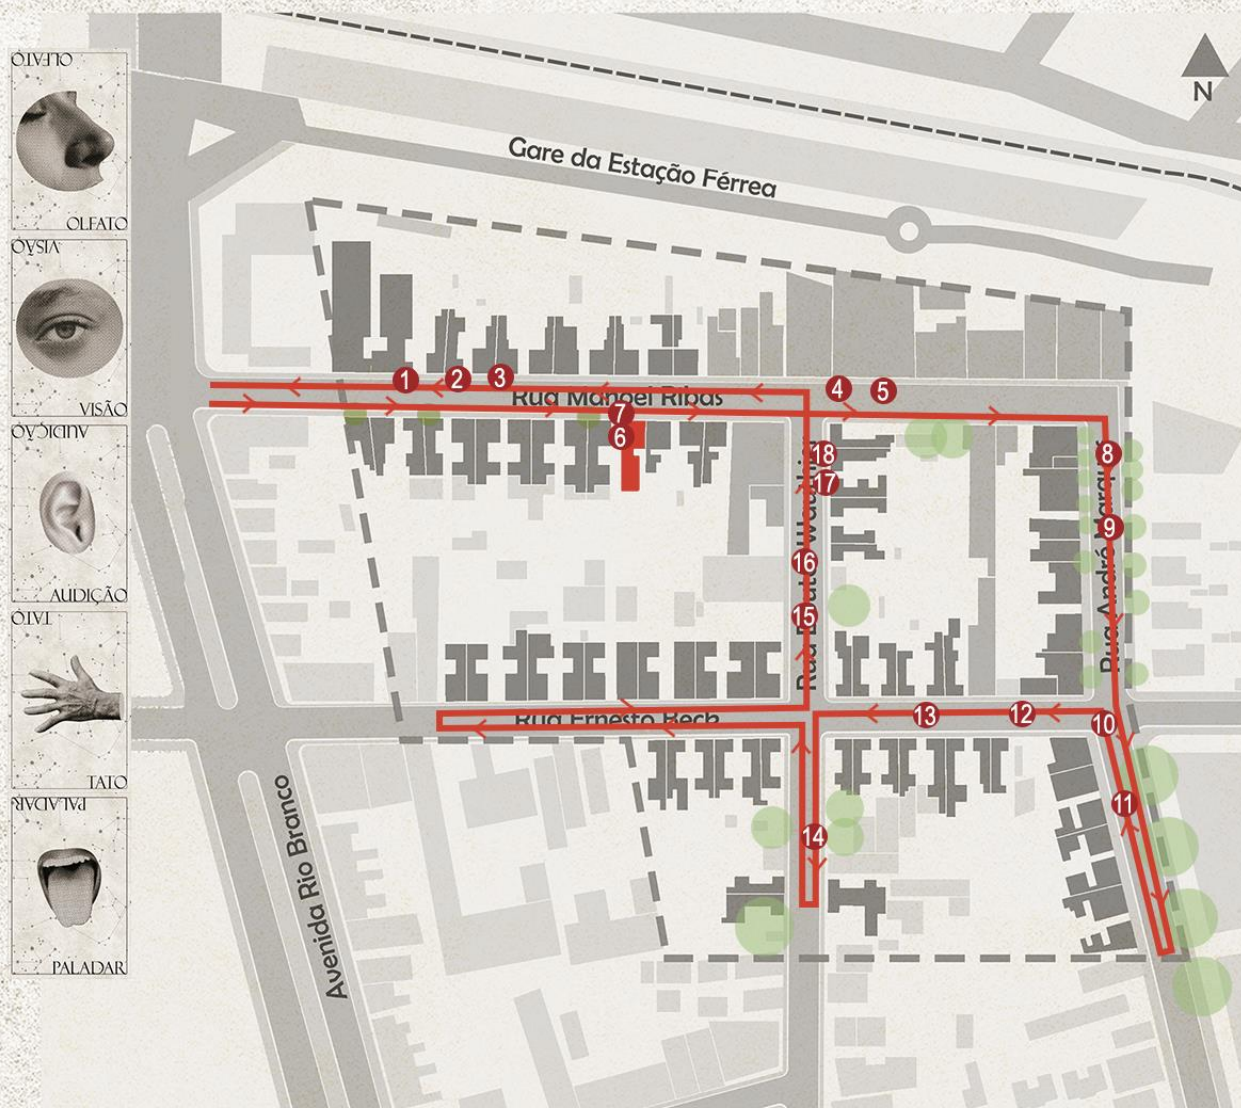 OLFATO
OLFATO
VISÃO
VISÃO
AUDIÇÃO
AUDIÇÃO
TATO
TATO
PALADAR
PALADAR
N
Gare da Estação Férrea
Rua Manoel Ribas
Rua Ernesto Beck
Avenida Rio Branco
Rua
Rua André Marques
1
2
3
4
5
6
7
8
9
10
11
12
13
14
15
16
17
18